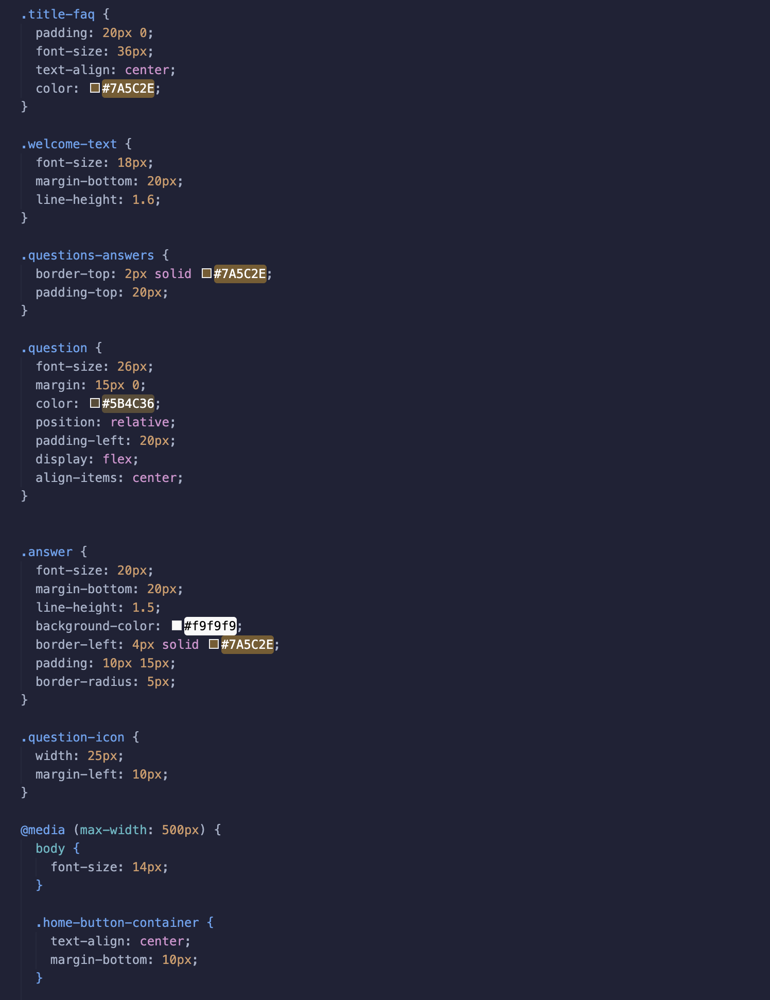 .title-faq {
  padding: 20px 0;
  font-size: 36px;
  text-align: center;
  color: #7A5C2E;
}

.welcome-text {
  font-size: 18px;
  margin-bottom: 20px;
  line-height: 1.6;
}

.questions-answers {
  border-top: 2px solid #7A5C2E;
  padding-top: 20px;
}

.question {
  font-size: 26px;
  margin: 15px 0;
  color: #5B4C36;
  position: relative;
  padding-left: 20px;
  display: flex;
  align-items: center;
}


.answer {
  font-size: 20px;
  margin-bottom: 20px;
  line-height: 1.5;
  background-color: #f9f9f9;
  border-left: 4px solid #7A5C2E;
  padding: 10px 15px;
  border-radius: 5px;
}

.question-icon {
  width: 25px;
  margin-left: 10px;
}

@media (max-width: 500px) {
  body {
    font-size: 14px;
  }

  .home-button-container {
    text-align: center;
    margin-bottom: 10px;
  }